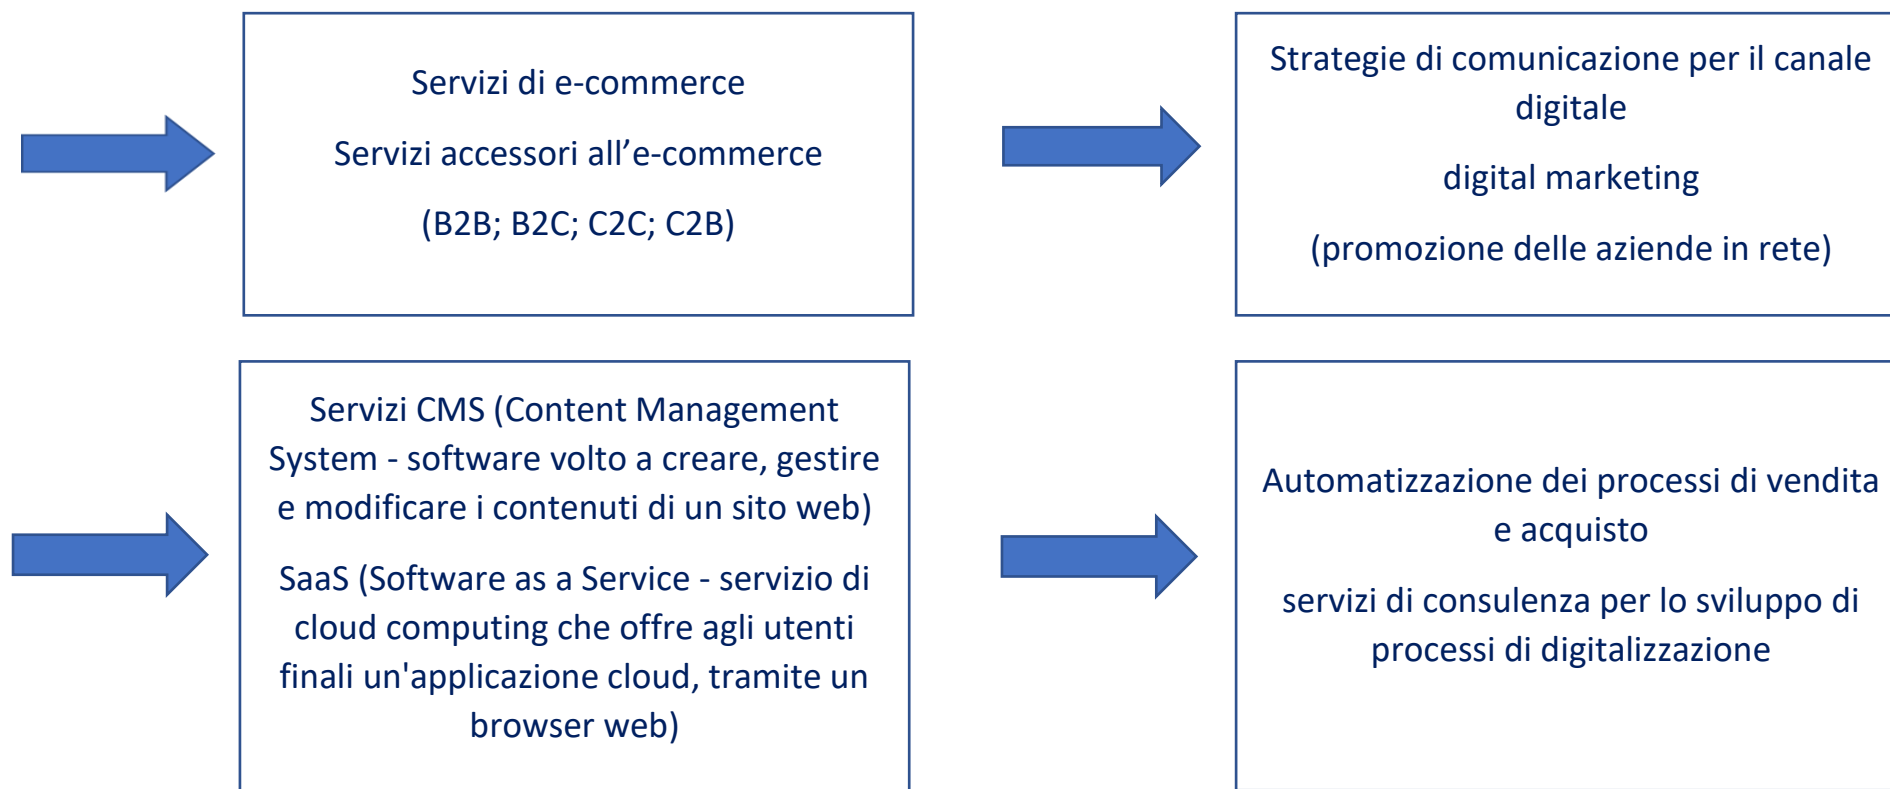 Servizi di e-commerce
Servizi accessori all’e-commerce
(B2B; B2C; C2C; C2B)
Strategie di comunicazione per il canale
digitale
digital marketing
(promozione delle aziende in rete)
Servizi CMS (Content Management
System - software volto a creare, gestire
e modificare i contenuti di un sito web)
SaaS (Software as a Service - servizio di
cloud computing che offre agli utenti
finali un'applicazione cloud, tramite un
browser web)
Automatizzazione dei processi di vendita
e acquisto
servizi di consulenza per lo sviluppo di
processi di digitalizzazione